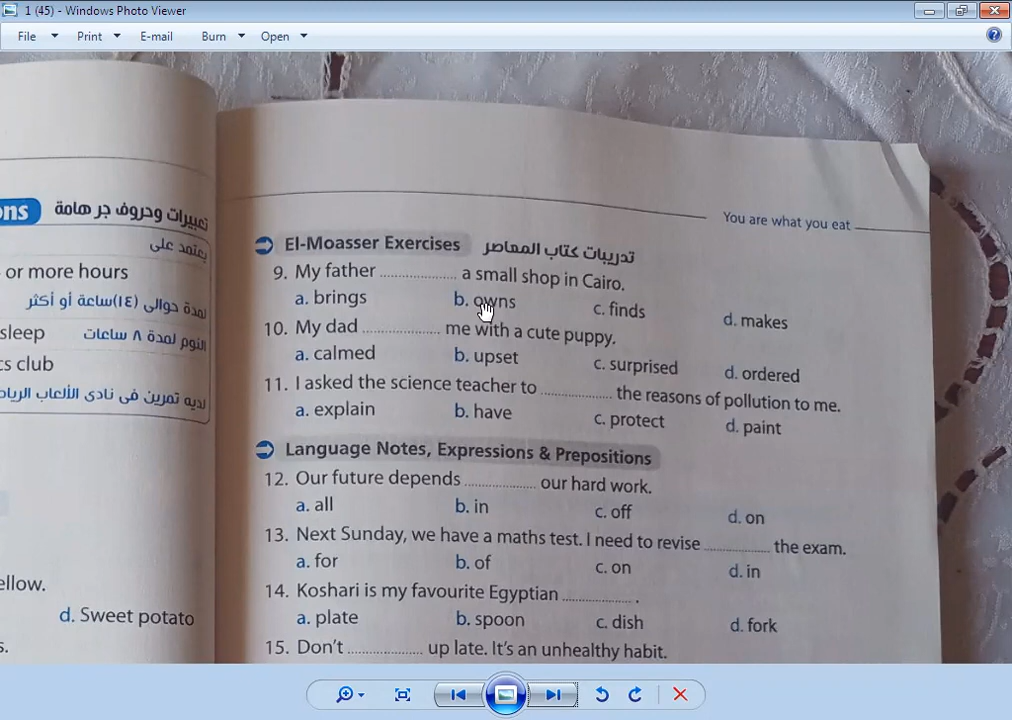 1 (45) - Windows Photo Viewer
File Print E-mail Burn Open
You are what you eat
ons تعبيرات وحروف جر هامة
يعتمد على
or more hours
لمدة حوالى (١٤) ساعة أو أكثر
sleep النوم لمدة ٨ ساعات
cs club
لديه تمرين فى نادى الألعاب
ellow.
d. Sweet potato
s.
El-Moasser Exercises تدريبات كتاب المعاصر
9. My father .................. a small shop in Cairo.
a. brings b. owns c. finds d. makes
10. My dad .................. me with a cute puppy.
a. calmed b. upset c. surprised d. ordered
11. I asked the science teacher to .................. the reasons of pollution to me.
a. explain b. have c. protect d. paint
Language Notes, Expressions & Prepositions
12. Our future depends .................. our hard work.
a. all b. in c. off d. on
13. Next Sunday, we have a maths test. I need to revise .................. the exam.
a. for b. of c. on d. in
14. Koshari is my favourite Egyptian .................. .
a. plate b. spoon c. dish d. fork
15. Don't .................. up late. It's an unhealthy habit.